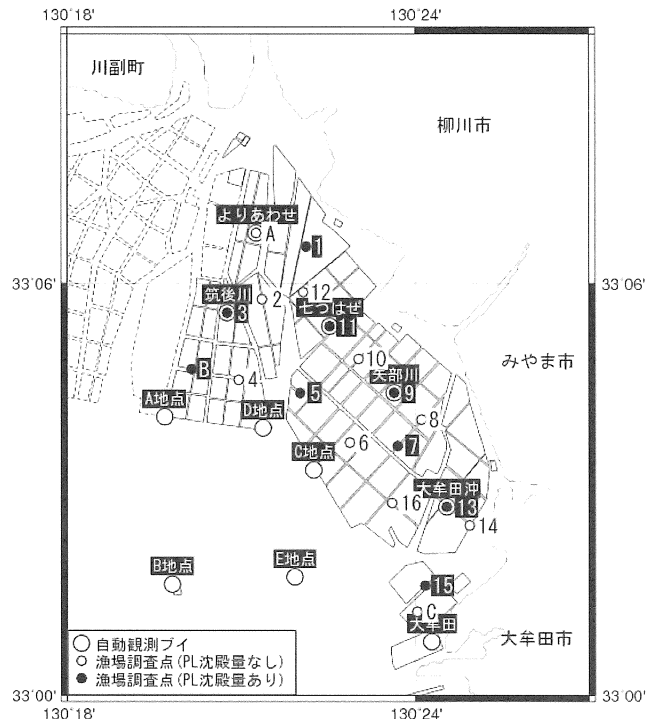 130°18' 130°24'
川副町
柳川市
よりあわせ
A
1
33°06' 33°06'
筑後川
3
2
12
七つはぜ
11
みやま市
10
B
4
5
矢部川
9
A地点
D地点
8
6
7
C地点
大牟田沖
13
16
14
B地点
E地点
15
C
大牟田
大牟田市
自動観測ブイ
漁場調査点(PL沈殿量なし)
漁場調査点(PL沈殿量あり)
33°00' 33°00'
130°18' 130°24'